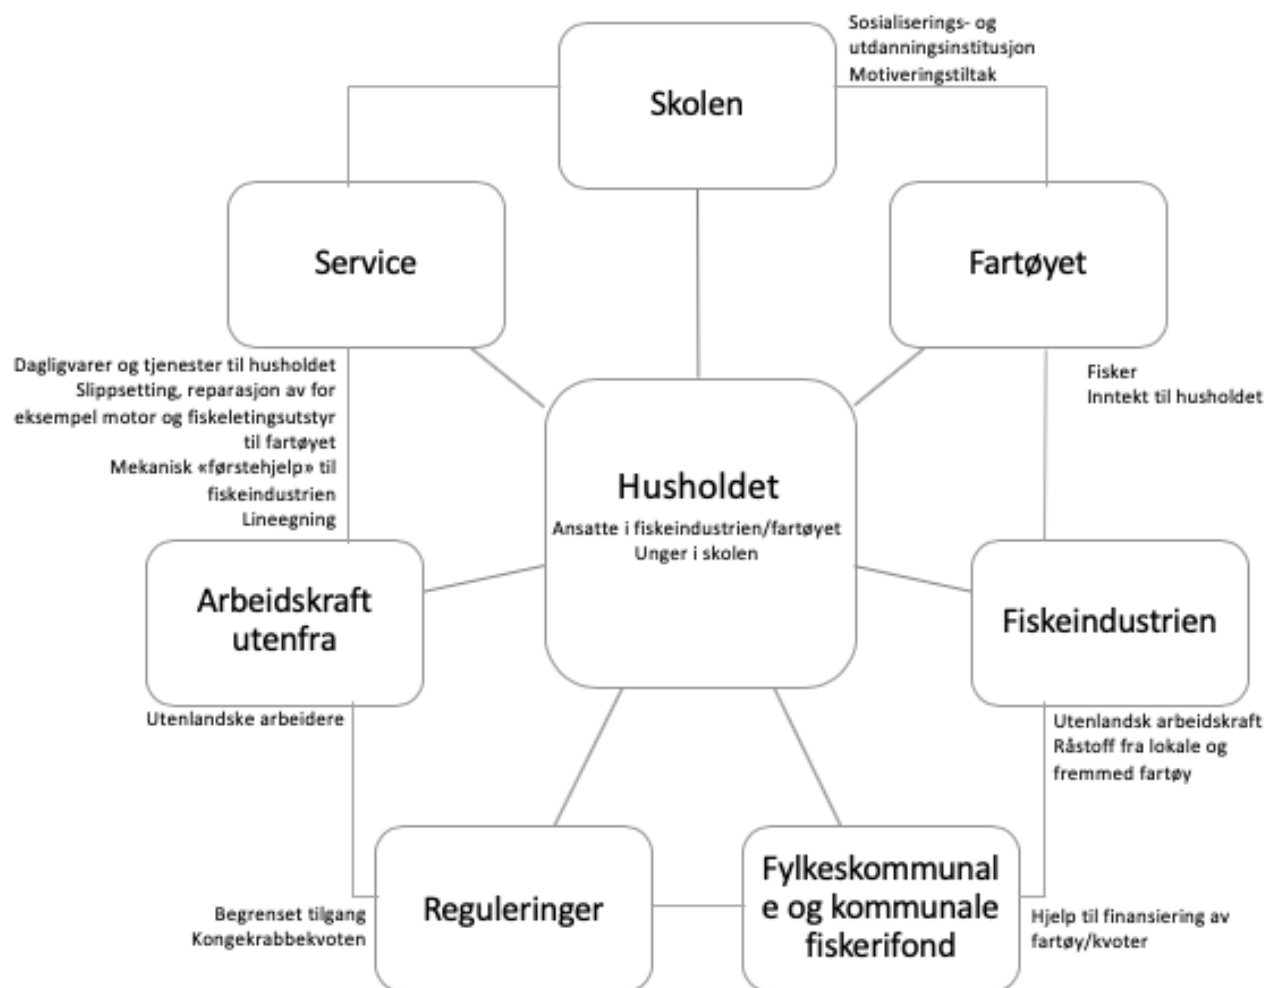 Sosialiserings- og
utdanningsinstitusjon
Motiveringstiltak
Skolen
Service
Fartøyet
Dagligvarer og tjenester til husholdet
Slippsetting, reparasjon av for
eksempel motor og fiskeletingsutstyr
til fartøyet
Mekanisk «førstehjelp» til
fiskeindustrien
Lineegning
Fisker
Inntekt til husholdet
Husholdet
Ansatte i fiskeindustrien/fartøyet
Unger i skolen
Arbeidskraft
utenfra
Fiskeindustrien
Utenlandske arbeidere
Utenlandsk arbeidskraft
Råstoff fra lokale og
fremmed fartøy
Reguleringer
Begrenset tilgang
Kongekrabbekvoten
Fylkeskommunal
e og kommunale
fiskerifond
Hjelp til finansiering av
fartøy/kvoter